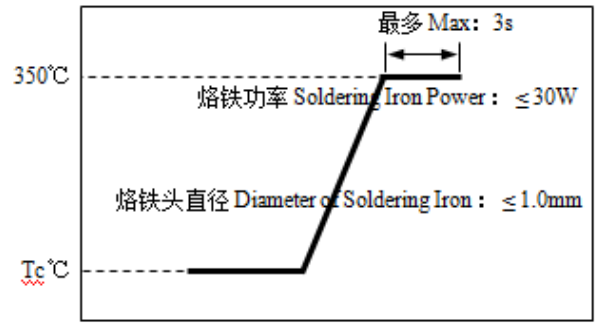 最多 Max：3s
350℃
烙铁功率 Soldering Iron Power：≤30W
烙铁头直径 Diameter of Soldering Iron：≤1.0mm
Tc℃